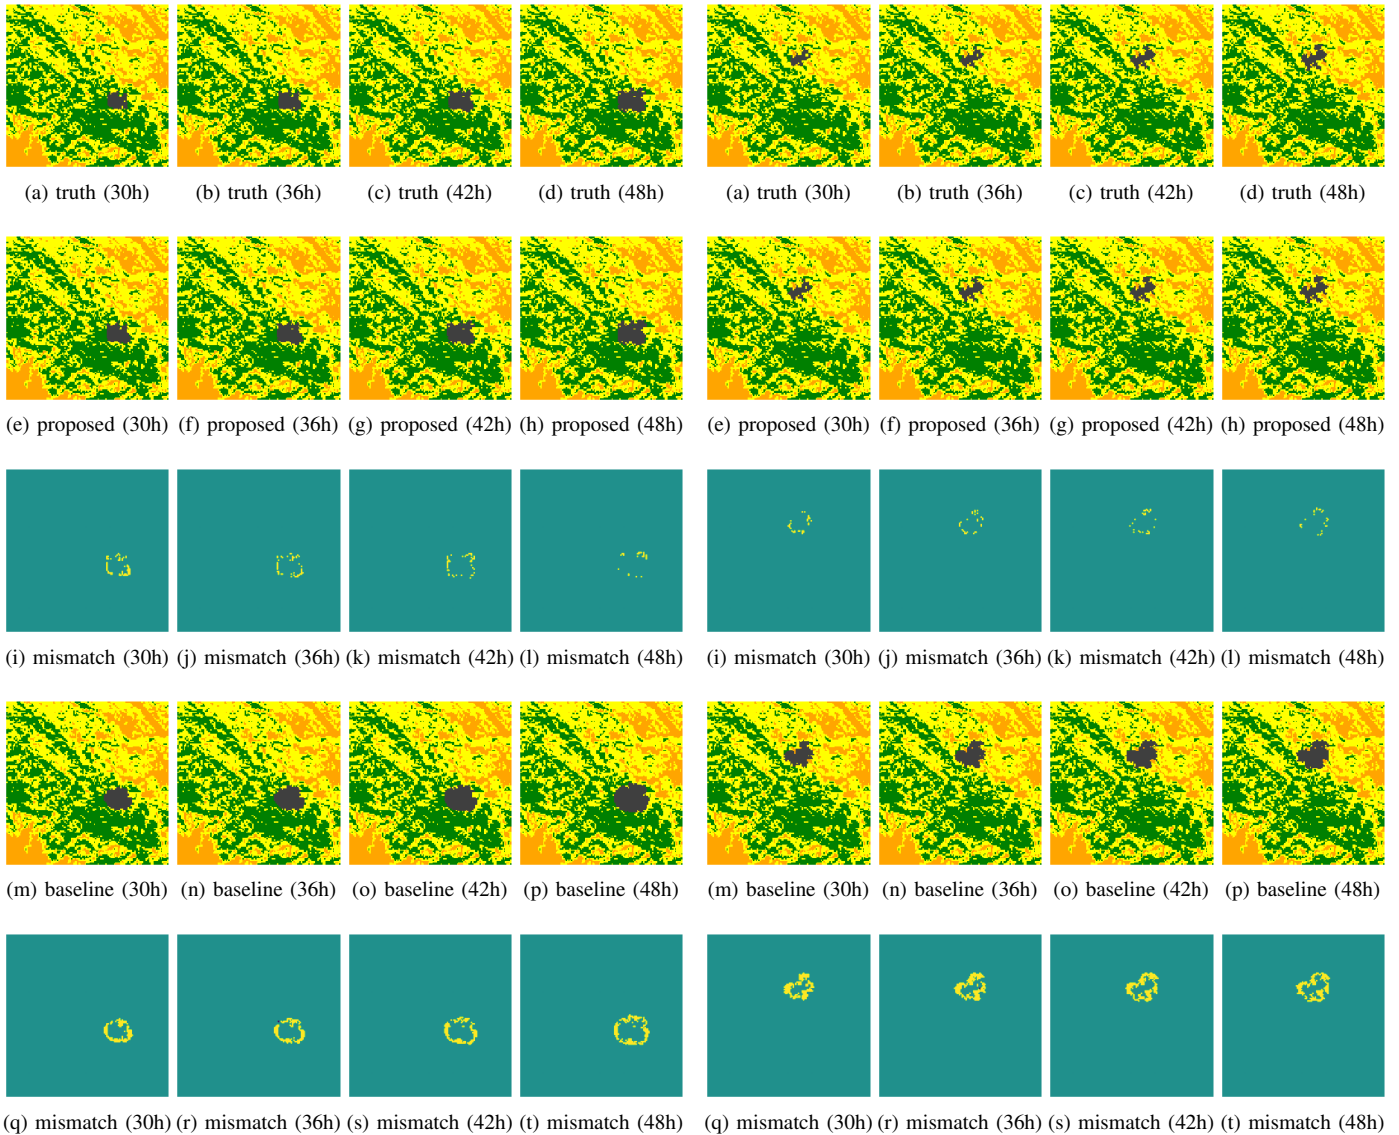 (a) truth (30h) (b) truth (36h) (c) truth (42h) (d) truth (48h) (a) truth (30h) (b) truth (36h) (c) truth (42h) (d) truth (48h)
(e) proposed (30h) (f) proposed (36h) (g) proposed (42h) (h) proposed (48h) (e) proposed (30h) (f) proposed (36h) (g) proposed (42h) (h) proposed (48h)
(i) mismatch (30h) (j) mismatch (36h) (k) mismatch (42h) (l) mismatch (48h) (i) mismatch (30h) (j) mismatch (36h) (k) mismatch (42h) (l) mismatch (48h)
(m) baseline (30h) (n) baseline (36h) (o) baseline (42h) (p) baseline (48h) (m) baseline (30h) (n) baseline (36h) (o) baseline (42h) (p) baseline (48h)
(q) mismatch (30h) (r) mismatch (36h) (s) mismatch (42h) (t) mismatch (48h) (q) mismatch (30h) (r) mismatch (36h) (s) mismatch (42h) (t) mismatch (48h)